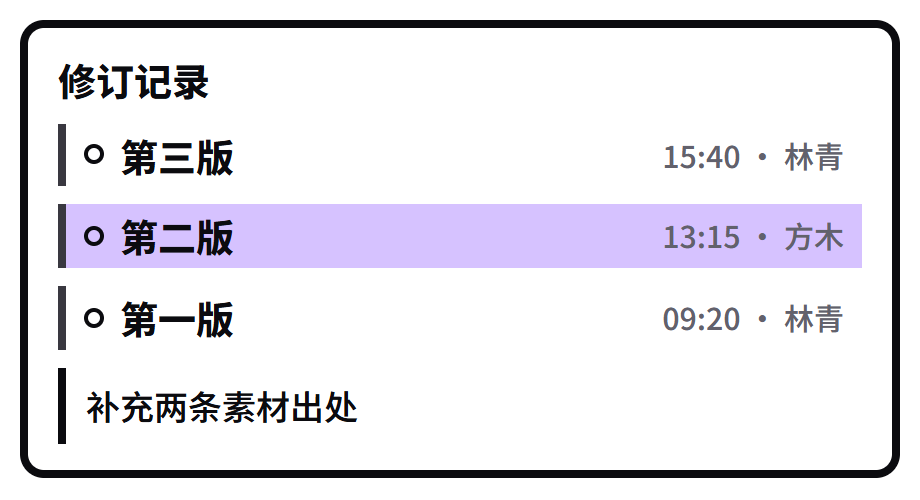 修订记录
第三版 15:40 · 林青
第二版 13:15 · 方木
第一版 09:20 · 林青
补充两条素材出处